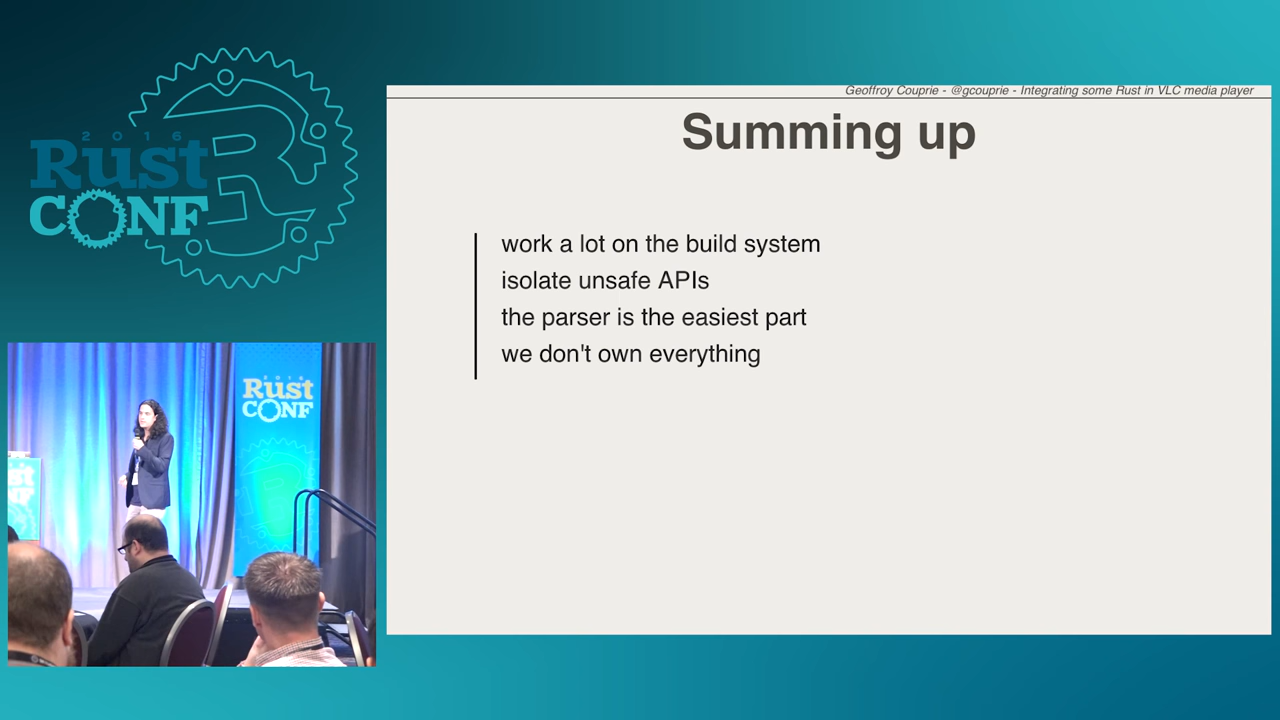 2016
Rust
CONF
Geoffroy Couprie - @gcouprie - Integrating some Rust in VLC media player
Summing up
work a lot on the build system
isolate unsafe APIs
the parser is the easiest part
we don't own everything
2016
Rust
CONF